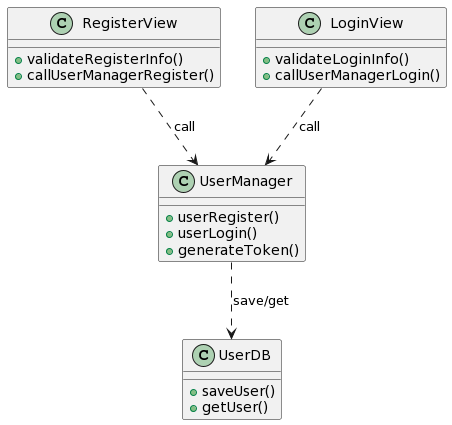 C RegisterView
validateRegisterInfo()
callUserManagerRegister()
C LoginView
validateLoginInfo()
callUserManagerLogin()
call
call
C UserManager
userRegister()
userLogin()
generateToken()
save/get
C UserDB
saveUser()
getUser()